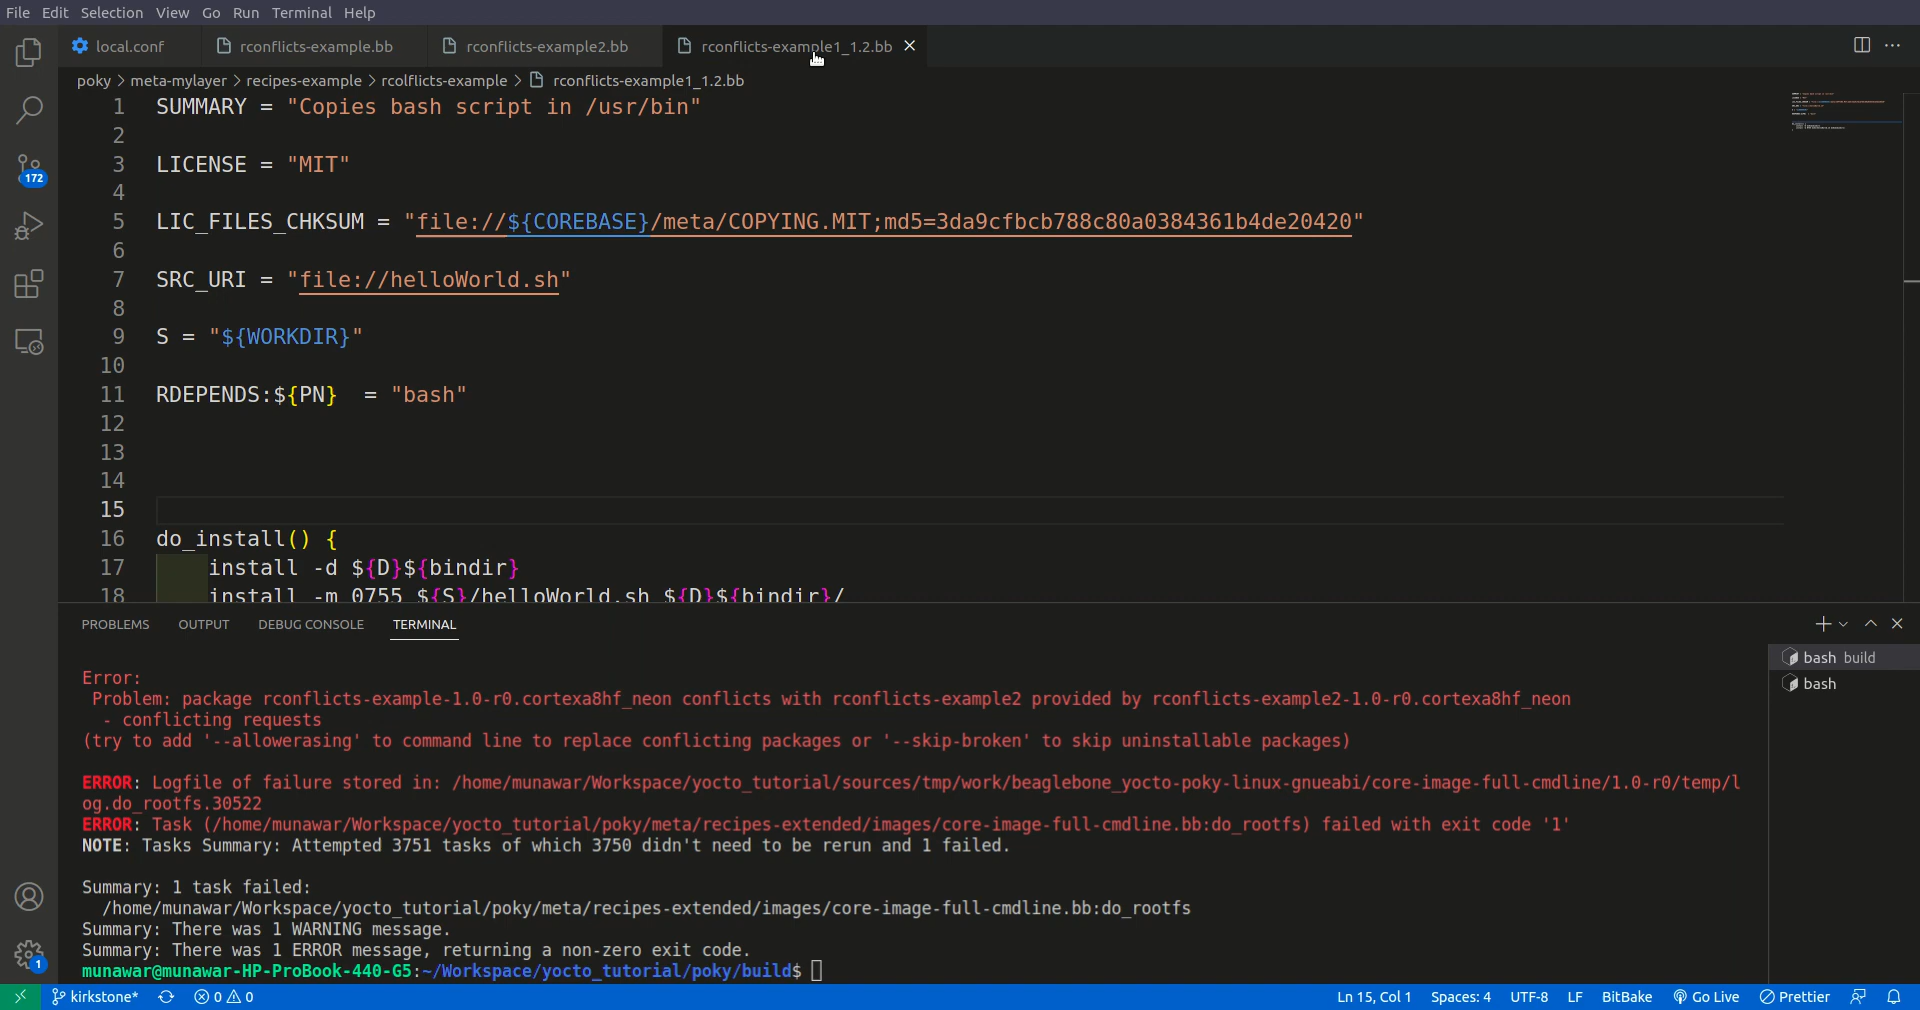 File Edit Selection View Go Run Terminal Help
local.conf rconflicts-example.bb rconflicts-example2.bb rconflicts-example1_1.2.bb
poky > meta-mylayer > recipes-example > rcolflicts-example > rconflicts-example1_1.2.bb
1 SUMMARY = "Copies bash script in /usr/bin"
2
3 LICENSE = "MIT"
4
5 LIC_FILES_CHKSUM = "file://${COREBASE}/meta/COPYING.MIT;md5=3da9cfbcb788c80a0384361b4de20420"
6
7 SRC_URI = "file://helloWorld.sh"
8
9 S = "${WORKDIR}"
10
11 RDEPENDS:${PN}  = "bash"
12
13
14
15
16 do_install() {
17     install -d ${D}${bindir}
18     install -m 0755 ${S}/helloWorld.sh ${D}${bindir}/
172
PROBLEMS OUTPUT DEBUG CONSOLE TERMINAL
Error:
Problem: package rconflicts-example-1.0-r0.cortexa8hf_neon conflicts with rconflicts-example2 provided by rconflicts-example2-1.0-r0.cortexa8hf_neon
- conflicting requests
(try to add '--allowerasing' to command line to replace conflicting packages or '--skip-broken' to skip uninstallable packages)
ERROR: Logfile of failure stored in: /home/munawar/Workspace/yocto_tutorial/sources/tmp/work/beaglebone_yocto-poky-linux-gnueabi/core-image-full-cmdline/1.0-r0/temp/l
og.do_rootfs.30522
ERROR: Task (/home/munawar/Workspace/yocto_tutorial/poky/meta/recipes-extended/images/core-image-full-cmdline.bb:do_rootfs) failed with exit code '1'
NOTE: Tasks Summary: Attempted 3751 tasks of which 3750 didn't need to be rerun and 1 failed.
Summary: 1 task failed:
/home/munawar/Workspace/yocto_tutorial/poky/meta/recipes-extended/images/core-image-full-cmdline.bb:do_rootfs
Summary: There was 1 WARNING message.
Summary: There was 1 ERROR message, returning a non-zero exit code.
munawar@munawar-HP-ProBook-440-G5:~/Workspace/yocto_tutorial/poky/build$
bash build
bash
1
kirkstone* 0 0 Ln 15, Col 1 Spaces: 4 UTF-8 LF BitBake Go Live Prettier